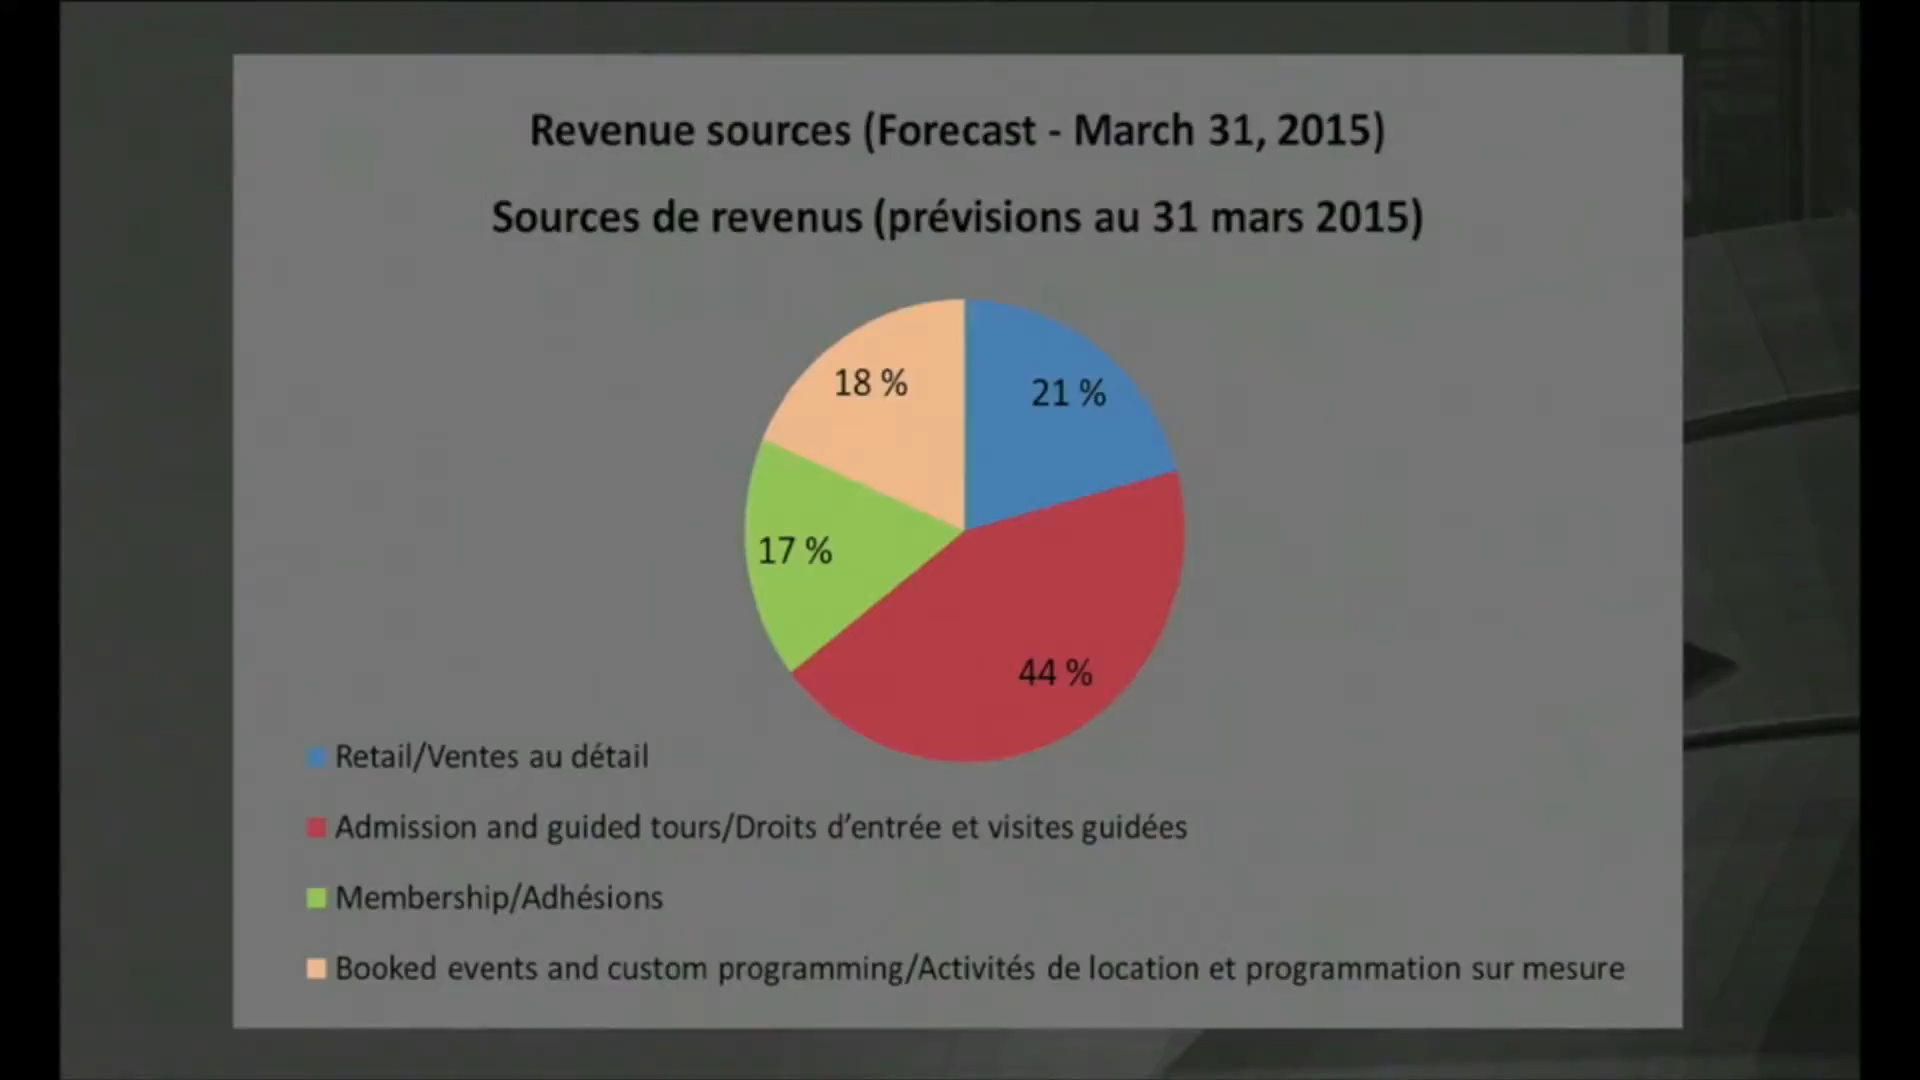 Revenue sources (Forecast - March 31, 2015)
Sources de revenus (prévisions au 31 mars 2015)
18 %
21 %
17 %
44 %
Retail/Ventes au détail
Admission and guided tours/Droits d’entrée et visites guidées
Membership/Adhésions
Booked events and custom programming/Activités de location et programmation sur mesure